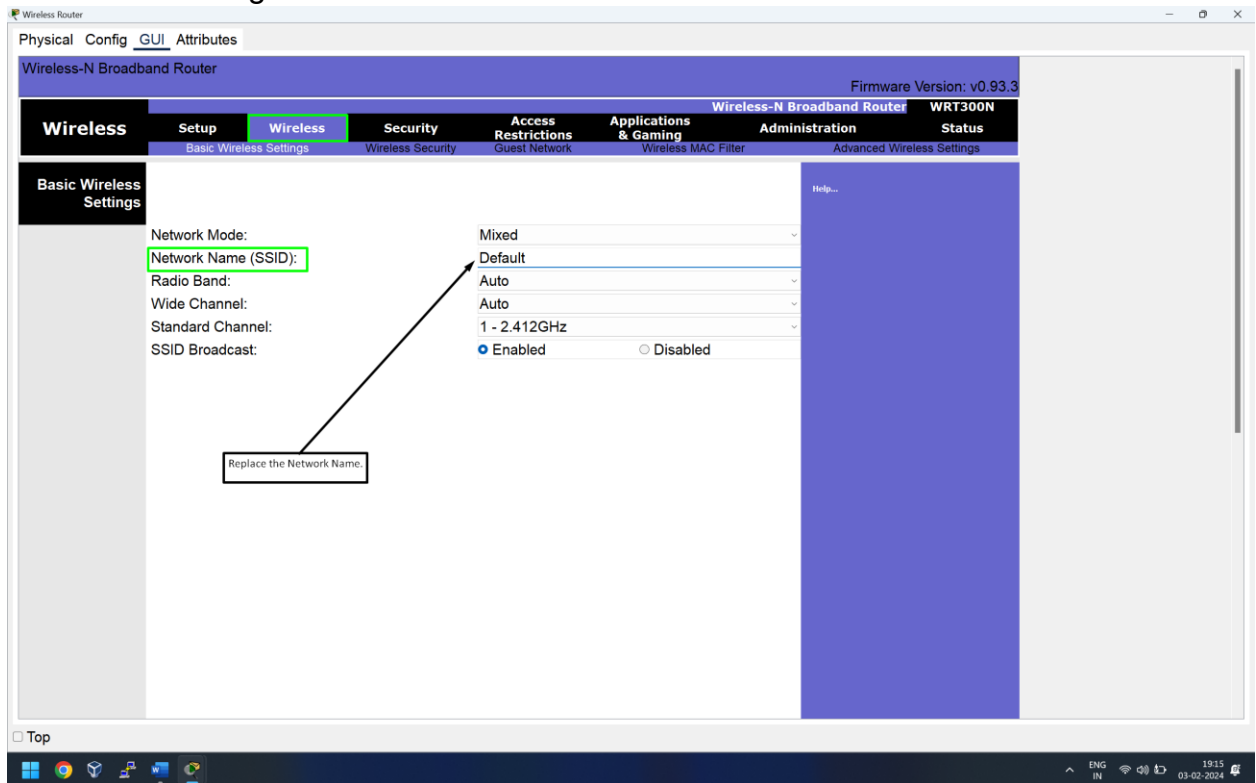 Wireless Router
Physical Config GUI Attributes
Wireless-N Broadband Router
Firmware Version: v0.93.3
Wireless-N Broadband Router WRT300N
Wireless
Setup Wireless Security Access Restrictions Applications & Gaming Administration Status
Basic Wireless Settings Wireless Security Guest Network Wireless MAC Filter Advanced Wireless Settings
Basic Wireless
Settings
Help...
Network Mode: Mixed
Network Name (SSID): Default
Radio Band: Auto
Wide Channel: Auto
Standard Channel: 1 - 2.412GHz
SSID Broadcast: Enabled Disabled
Replace the Network Name.
Top
ENG
IN
19:15
03-02-2024